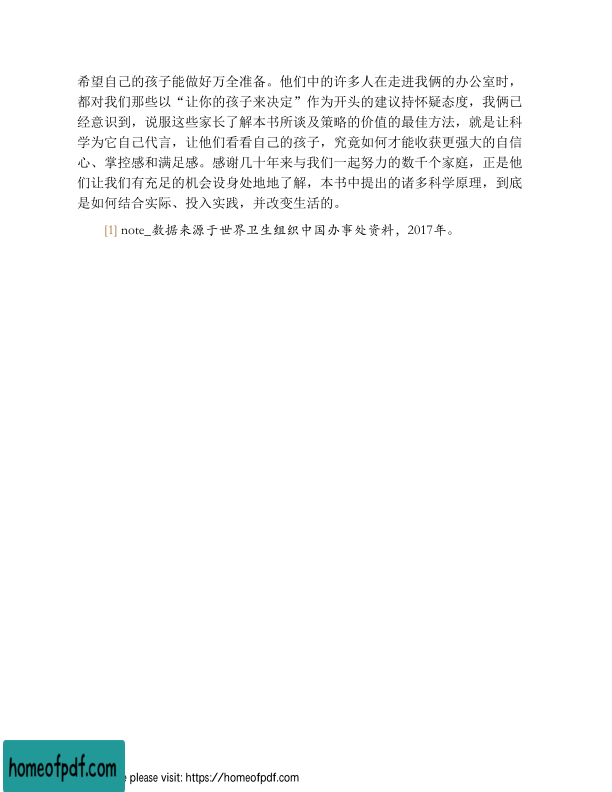 希望自己的孩子能做好万全准备。他们中的许多人在走进我俩的办公室时，
都对我们那些以“让你的孩子来决定”作为开头的建议持怀疑态度，我俩已
经意识到，说服这些家长了解本书所谈及策略的价值的最佳方法，就是让科
学为它自己代言，让他们看看自己的孩子，究竟如何才能收获更强大的自信
心、掌控感和满足感。感谢几十年来与我们一起努力的数千个家庭，正是他
们让我们有充足的机会设身处地地了解，本书中提出的诸多科学原理，到底
是如何结合实际、投入实践，并改变生活的。
[1] note_数据来源于世界卫生组织中国办事处资料，2017年。
homeofpdf.com
please visit: https://homeofpdf.com